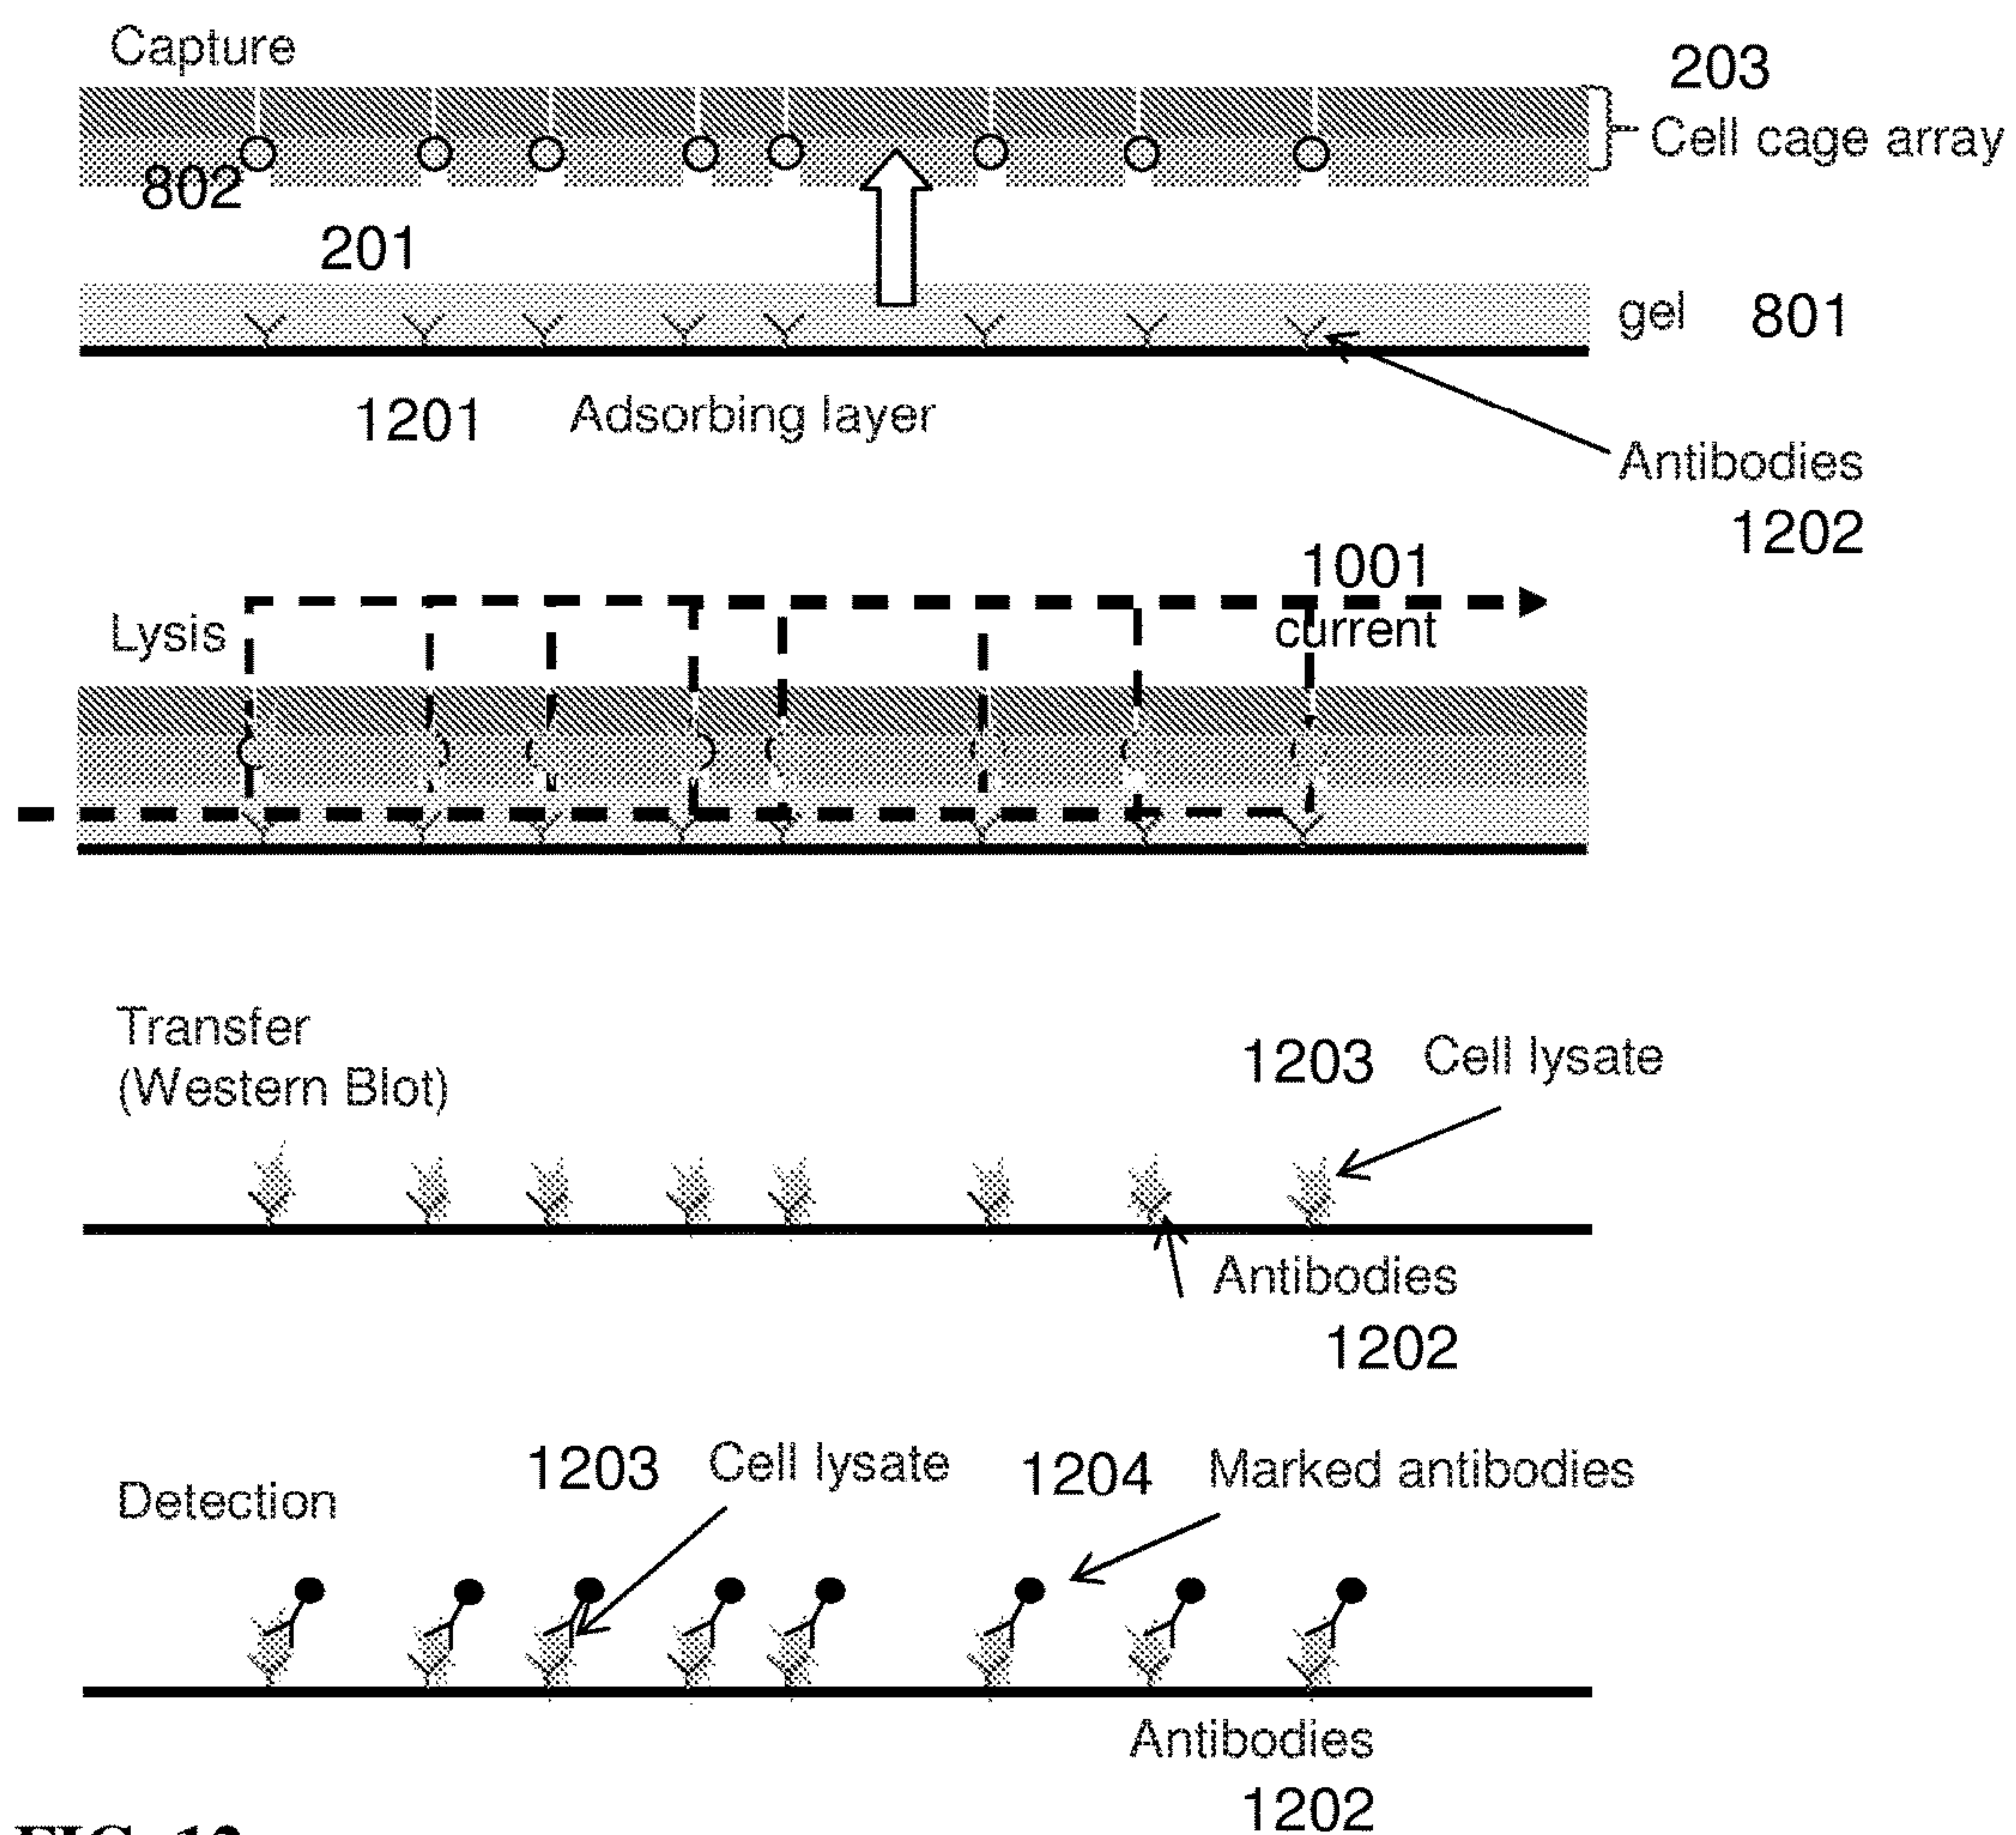 Capture
203
Cell cage array
802
201
gel 801
1201 Adsorbing layer
Antibodies
1202
1001
current
Lysis
Transfer
(Western Blot)
1203 Cell lysate
Antibodies
1202
1203 Cell lysate
1204 Marked antibodies
Detection
Antibodies
1202